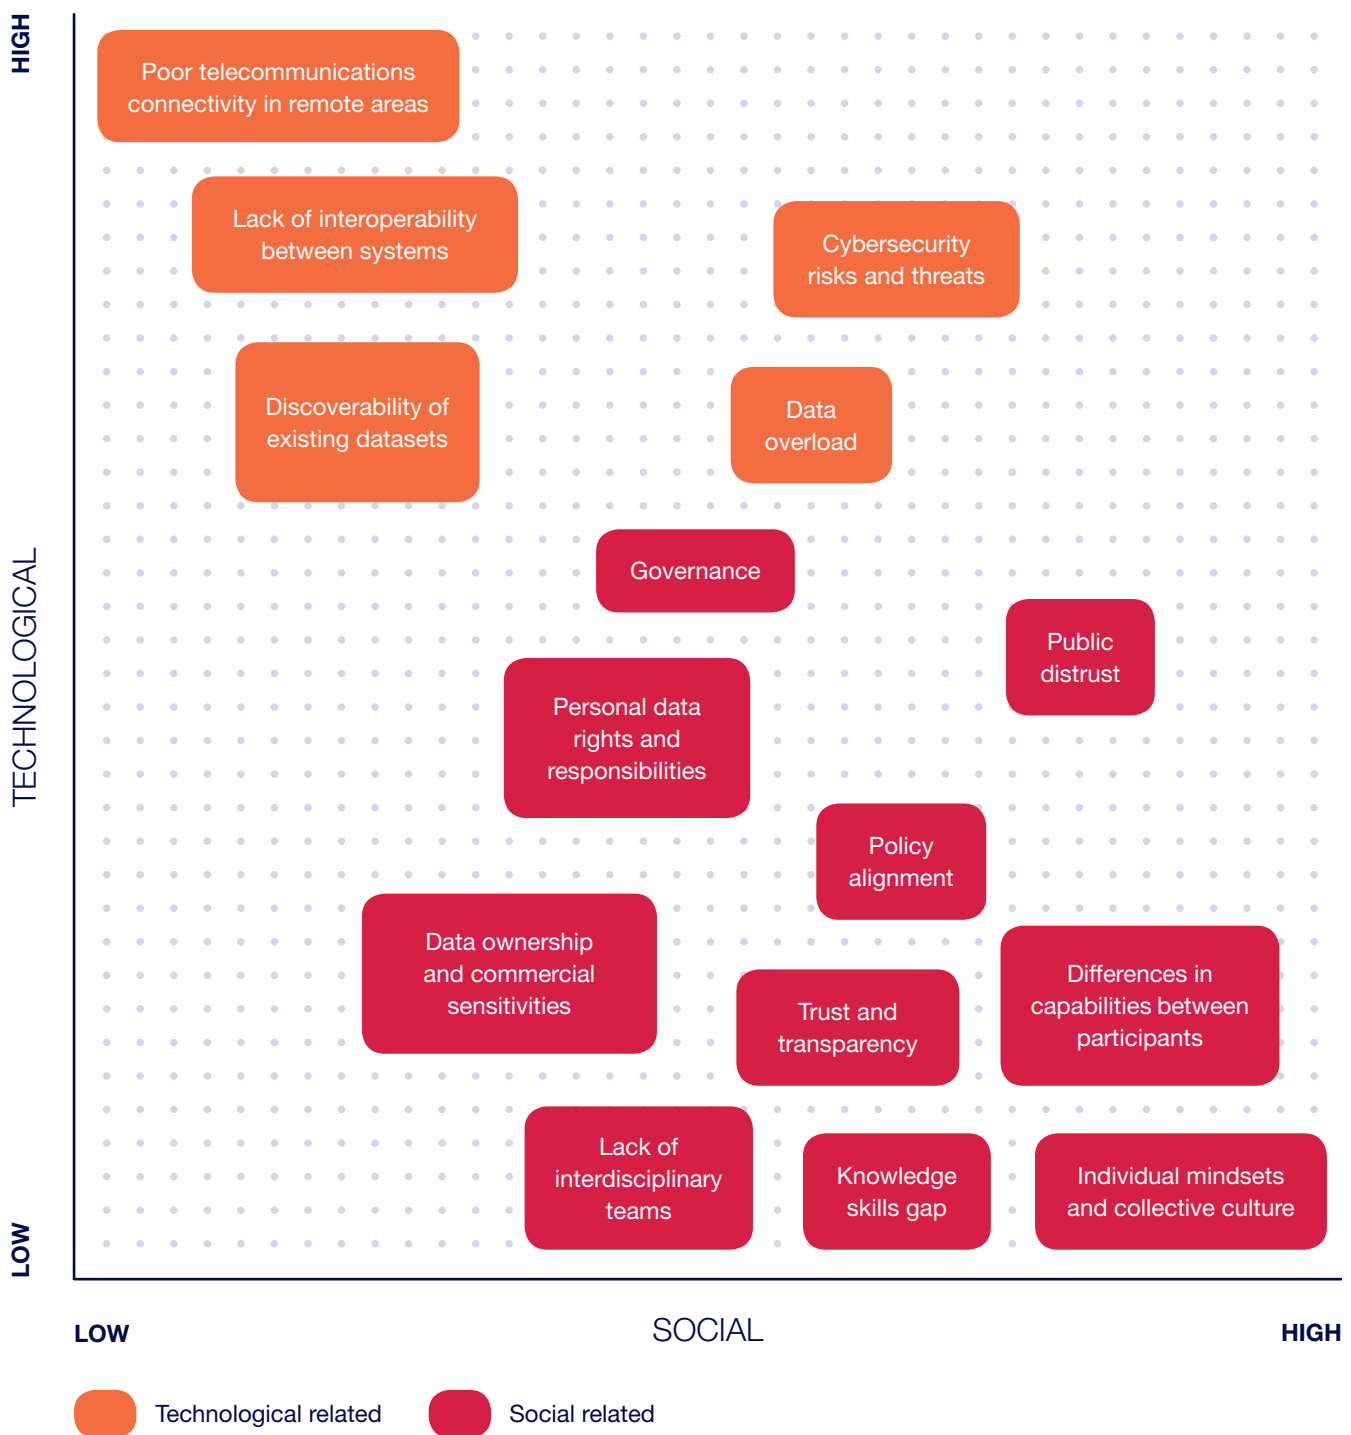 HIGH
Poor telecommunications
connectivity in remote areas
Lack of interoperability
between systems
Cybersecurity
risks and threats
Discoverability of
existing datasets
Data
overload
Governance
Public
distrust
TECHNOLOGICAL
Personal data
rights and
responsibilities
Policy
alignment
Data ownership
and commercial
sensitivities
Differences in
capabilities between
participants
Trust and
transparency
Lack of
interdisciplinary
teams
Knowledge
skills gap
Individual mindsets
and collective culture
LOW
LOW
SOCIAL
HIGH
Technological related
Social related